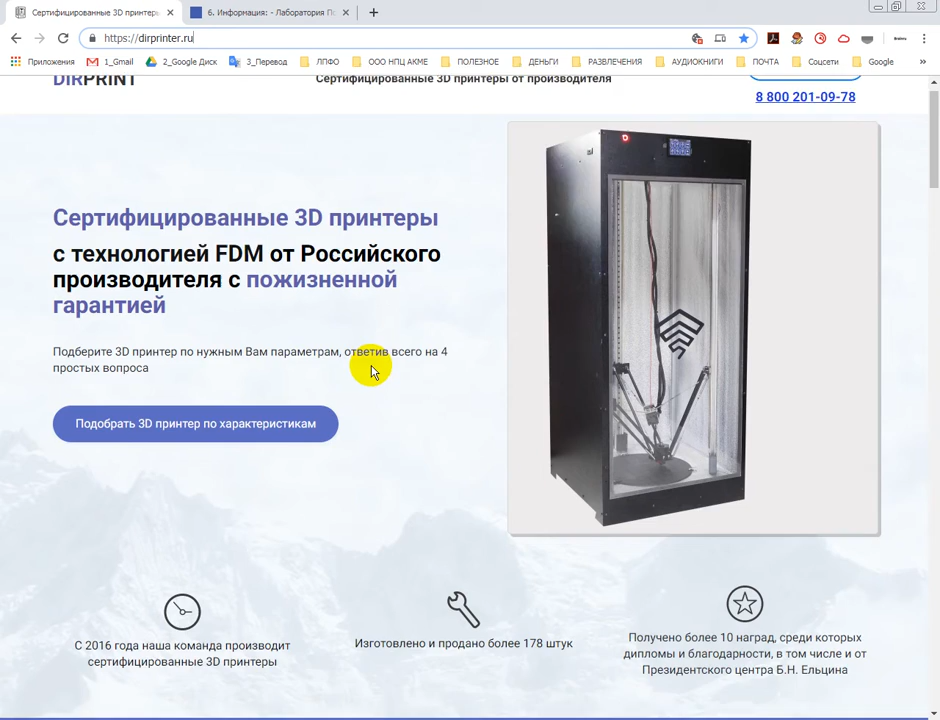 Сертифицированные 3D принтеры
6. Информация: - Лаборатория По
https://dirprinter.ru
Приложения
1_Gmail
2_Google Диск
3_Перевод
ЛПФО
ООО НПЦ АКМЕ
ПОЛЕЗНОЕ
ДЕНЬГИ
РАЗВЛЕЧЕНИЯ
АУДИОКНИГИ
ПОЧТА
Соцсети
Google
»
DIRPRINT
Сертифицированные 3D принтеры от производителя
8 800 201-09-78
Сертифицированные 3D принтеры
с технологией FDM от Российского
производителя с пожизненной
гарантией
Подберите 3D принтер по нужным Вам параметрам, ответив всего на 4
простых вопроса
Подобрать 3D принтер по характеристикам
С 2016 года наша команда производит
сертифицированные 3D принтеры
Изготовлено и продано более 178 штук
Получено более 10 наград, среди которых
дипломы и благодарности, в том числе и от
Президентского центра Б.Н. Ельцина